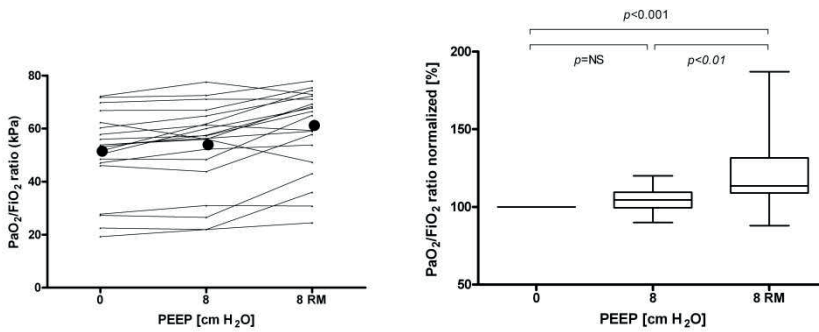 PaO₂/FiO₂ ratio (kPa)
80
60
40
20
0
0
8
8 RM
PEEP [cm H₂O]
p<0.001
p=NS
p<0.01
PaO₂/FiO₂ ratio normalized [%]
200
150
100
50
0
8
8 RM
PEEP [cm H₂O]